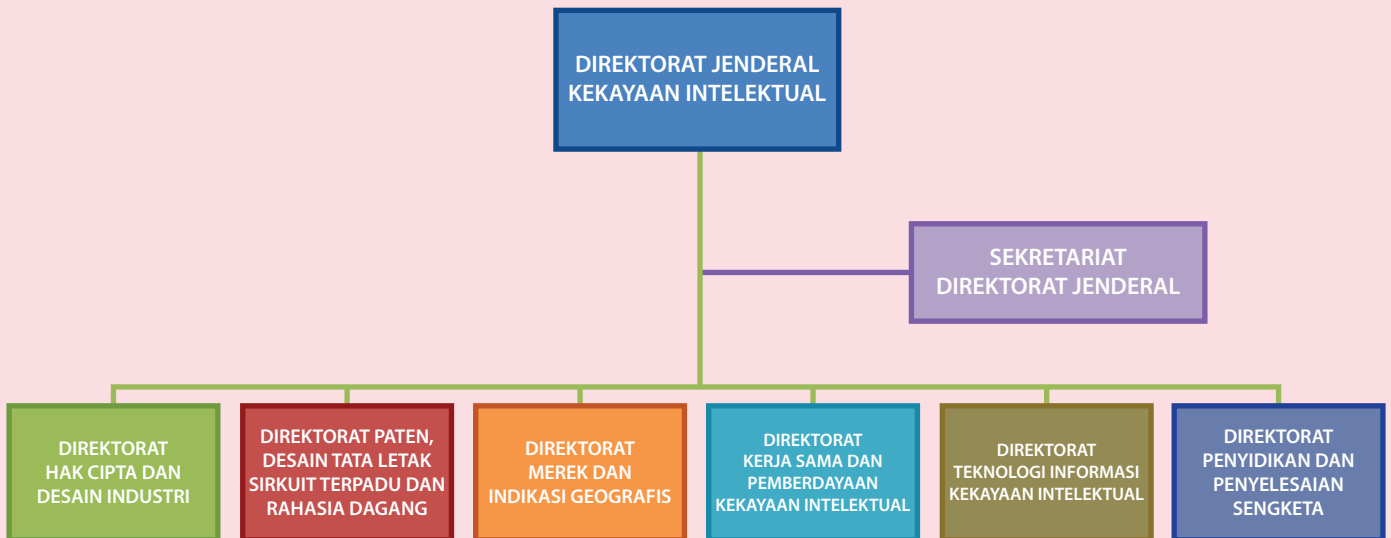 DIREKTORAT JENDERAL
KEKAYAAN INTELEKTUAL
SEKRETARIAT
DIREKTORAT JENDERAL
DIREKTORAT
HAK CIPTA DAN
DESAIN INDUSTRI
DIREKTORAT PATEN,
DESAIN TATA LETAK
SIRKUIT TERPADU DAN
RAHASIA DAGANG
DIREKTORAT
MEREK DAN
INDIKASI GEOGRAFIS
DIREKTORAT
KERJA SAMA DAN
PEMBERDAYAAN
KEKAYAAN INTELEKTUAL
DIREKTORAT
TEKNOLOGI INFORMASI
KEKAYAAN INTELEKTUAL
DIREKTORAT
PENYIDIKAN DAN
PENYELESAIAN
SENGKETA